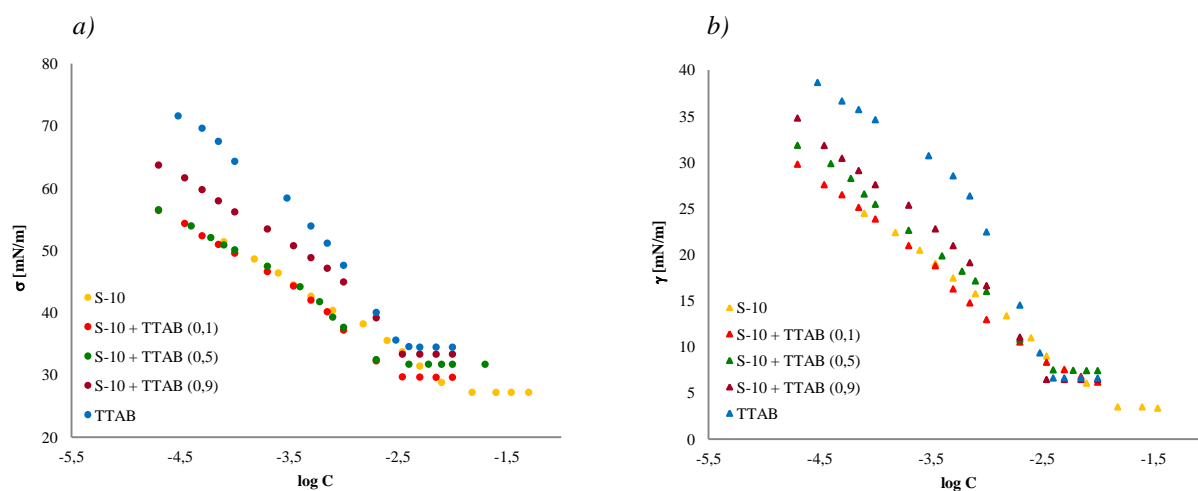 a)
80
70
60
50
40
30
20
σ [mN/m]
S-10
S-10 + TTAB (0,1)
S-10 + TTAB (0,5)
S-10 + TTAB (0,9)
TTAB
-5,5 -4,5 -3,5 -2,5 -1,5
log C
b)
40
35
30
25
20
15
10
5
0
γ [mN/m]
S-10
S-10 + TTAB (0,1)
S-10 + TTAB (0,5)
S-10 + TTAB (0,9)
TTAB
-5,5 -4,5 -3,5 -2,5 -1,5
log C